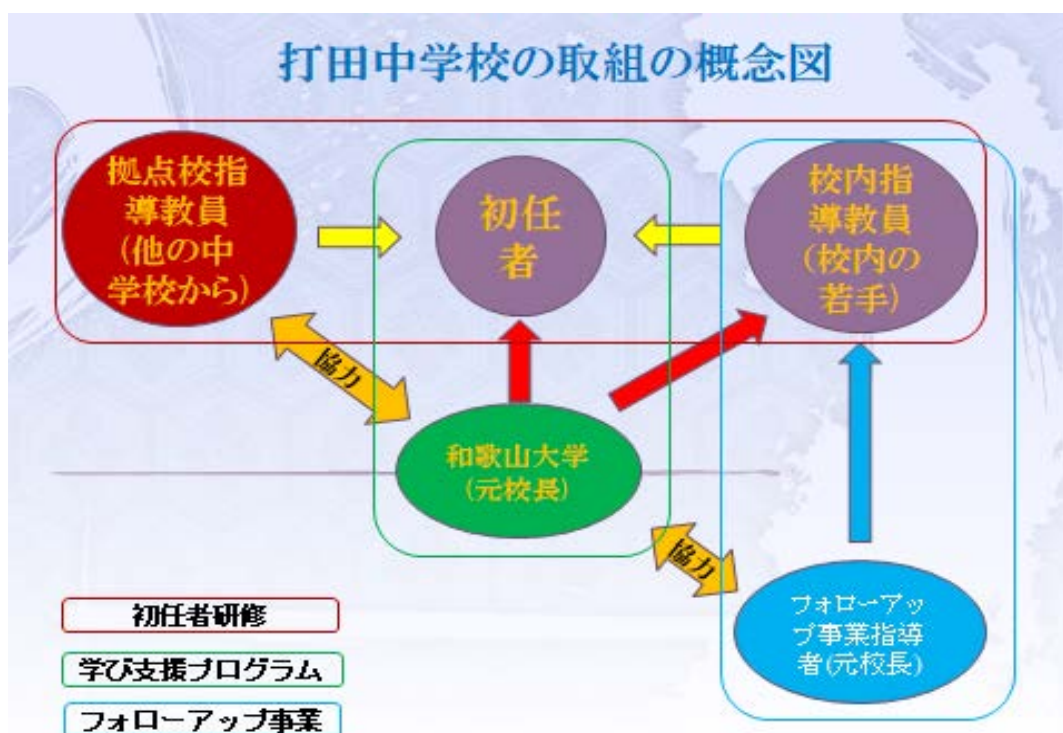 打田中学校の取組の概念図
拠点校指
導教員
(他の中
学校から)
初任
者
校内指
導教員
(校内の
若手)
協力
和歌山大学
(元校長)
協力
フォローアッ
プ事業指導
者(元校長)
初任者研修
学び支援プログラム
フォローアップ事業